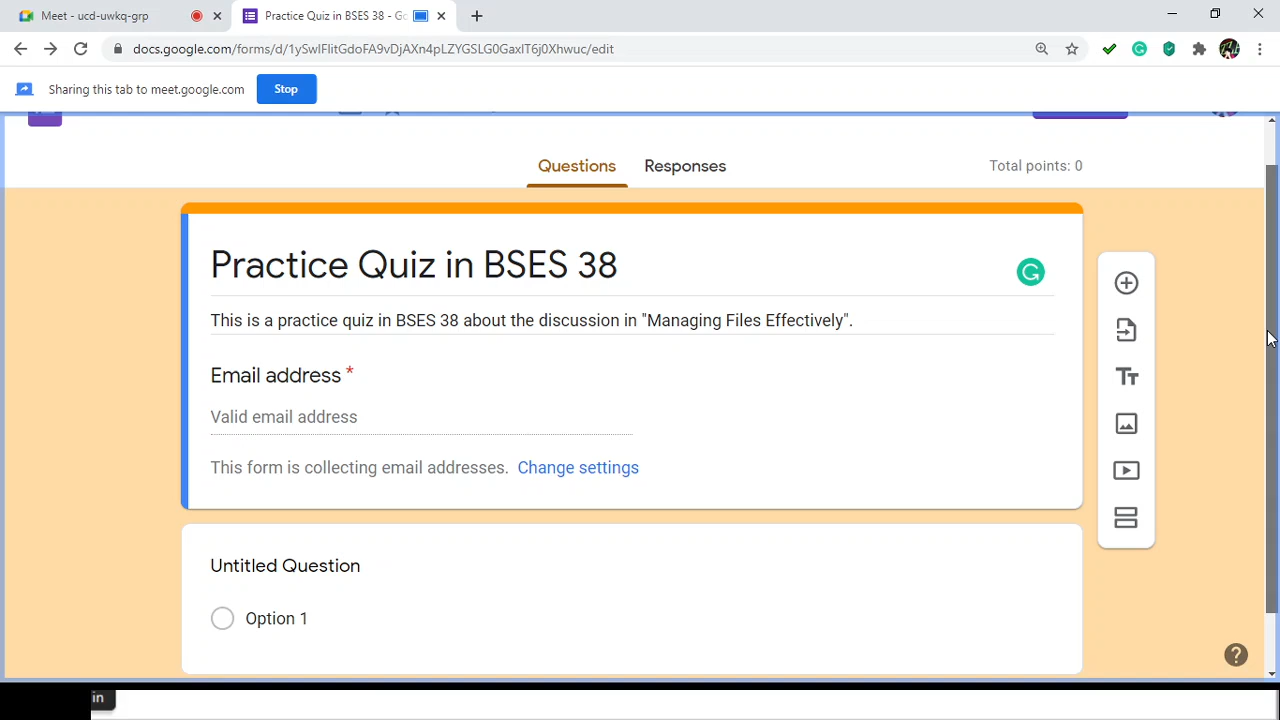 Meet - ucd-uwkq-grp
Practice Quiz in BSES 38 - Go
docs.google.com/forms/d/1ySwIFlitGdoFA9vDjAXn4pLZYGSLG0GaxlT6j0Xhwuc/edit
Sharing this tab to meet.google.com
Stop
Questions
Responses
Total points: 0
Practice Quiz in BSES 38
This is a practice quiz in BSES 38 about the discussion in "Managing Files Effectively".
Email address *
Valid email address
This form is collecting email addresses. Change settings
Untitled Question
Option 1
in